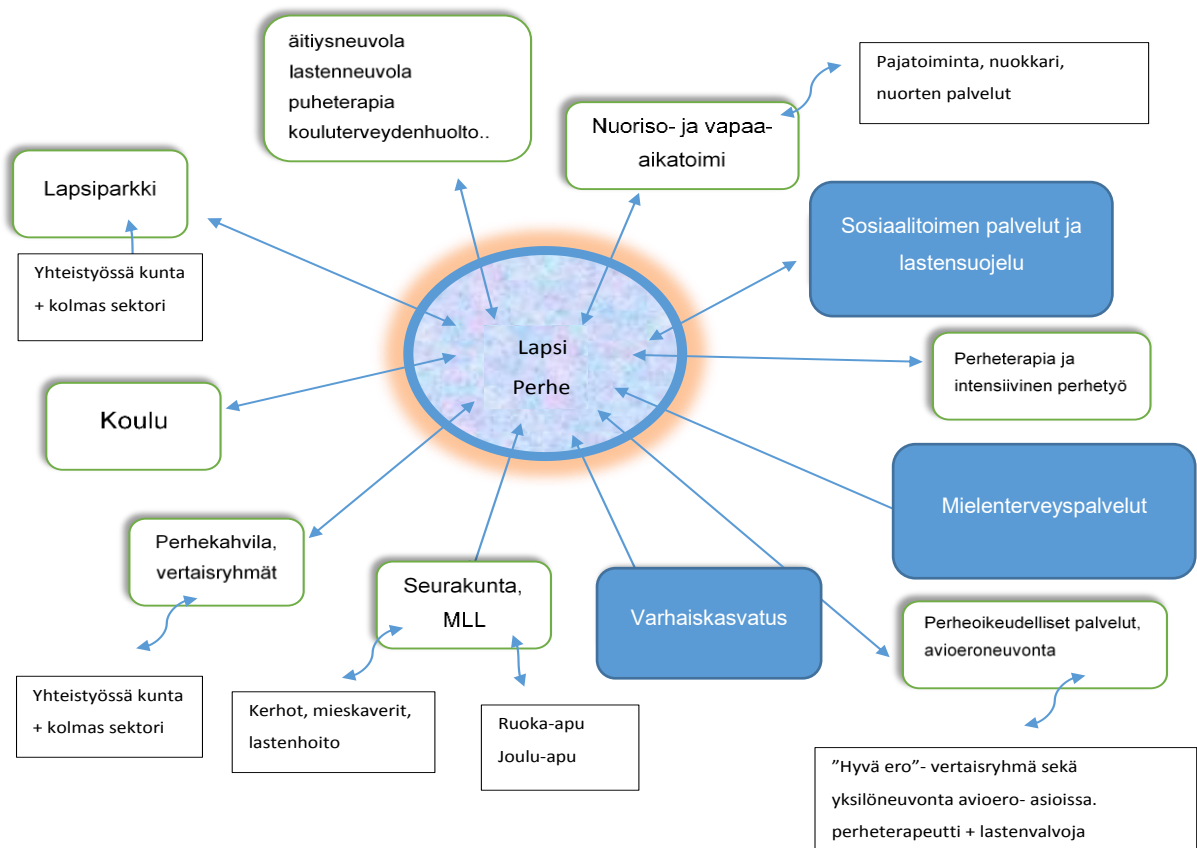 äitiysneuvola
lastenneuvola
puheterapia
kouluterveydenhuolto..
Pajatoiminta, nuokkari,
nuorten palvelut
Nuoriso- ja vapaa-
aikatoimi
Lapsiparkki
Sosiaalitoimen palvelut ja
lastensuojelu
Yhteistyössä kunta
+ kolmas sektori
Lapsi
Perhe
Perheterapia ja
intensiivinen perhetyö
Koulu
Mielenterveyspalvelut
Perhekahvila,
vertaisryhmät
Seurakunta,
MLL
Varhaiskasvatus
Perheoikeudelliset palvelut,
avioeroneuvonta
Yhteistyössä kunta
+ kolmas sektori
Kerhot, mieskaverit,
lastenhoito
Ruoka-apu
Joulu-apu
”Hyvä ero”- vertaisryhmä sekä
yksilöneuvonta avioero- asioissa.
perheterapeutti + lastenvalvoja